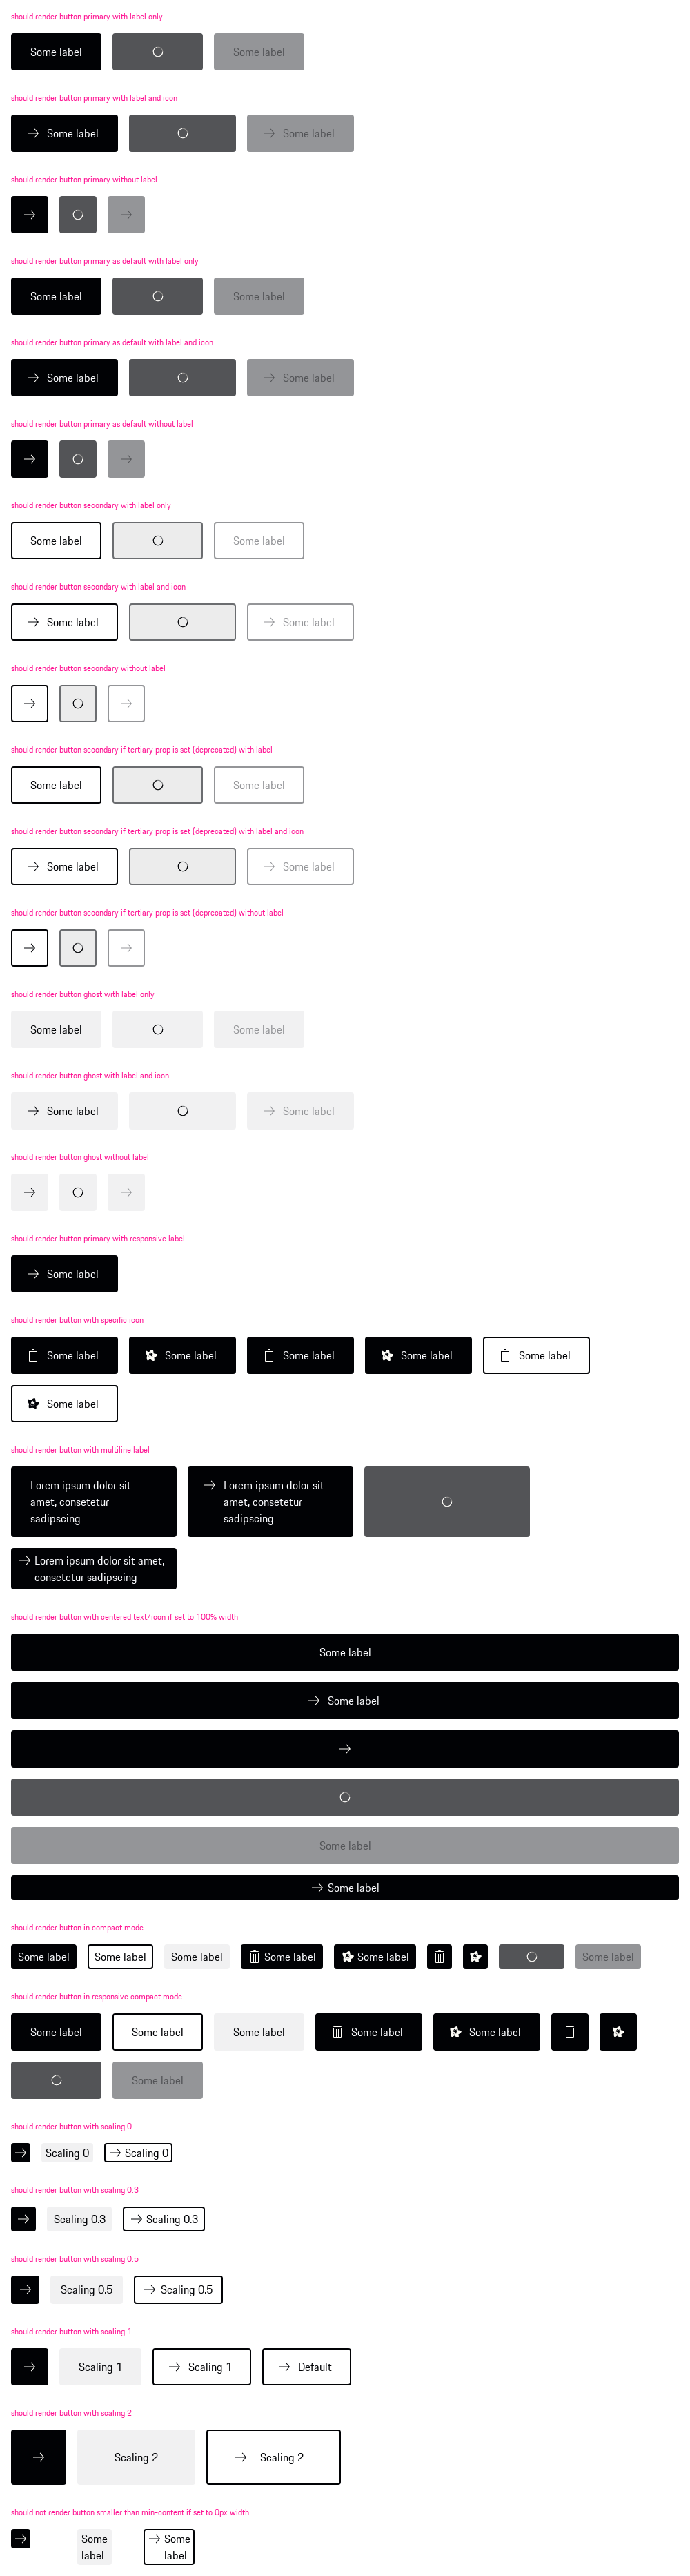 should render button primary with label only
Some label Some label
should render button primary with label and icon
Some label Some label
should render button primary without label
should render button primary as default with label only
Some label Some label
should render button primary as default with label and icon
Some label Some label
should render button primary as default without label
should render button secondary with label only
Some label Some label
should render button secondary with label and icon
Some label Some label
should render button secondary without label
should render button secondary if tertiary prop is set (deprecated) with label
Some label Some label
should render button secondary if tertiary prop is set (deprecated) with label and icon
Some label Some label
should render button secondary if tertiary prop is set (deprecated) without label
should render button ghost with label only
Some label Some label
should render button ghost with label and icon
Some label Some label
should render button ghost without label
should render button primary with responsive label
Some label
should render button with specific icon
Some label Some label Some label Some label Some label
Some label
should render button with multiline label
Lorem ipsum dolor sit
amet, consetetur
sadipscing
Lorem ipsum dolor sit
amet, consetetur
sadipscing
Lorem ipsum dolor sit amet,
consetetur sadipscing
should render button with centered text/icon if set to 100% width
Some label
Some label
Some label
Some label
should render button in compact mode
Some label Some label Some label Some label Some label Some label
should render button in responsive compact mode
Some label Some label Some label Some label Some label
Some label
should render button with scaling 0
Scaling 0 Scaling 0
should render button with scaling 0.3
Scaling 0.3 Scaling 0.3
should render button with scaling 0.5
Scaling 0.5 Scaling 0.5
should render button with scaling 1
Scaling 1 Scaling 1 Default
should render button with scaling 2
Scaling 2 Scaling 2
should not render button smaller than min-content if set to 0px width
Some
label
Some
label